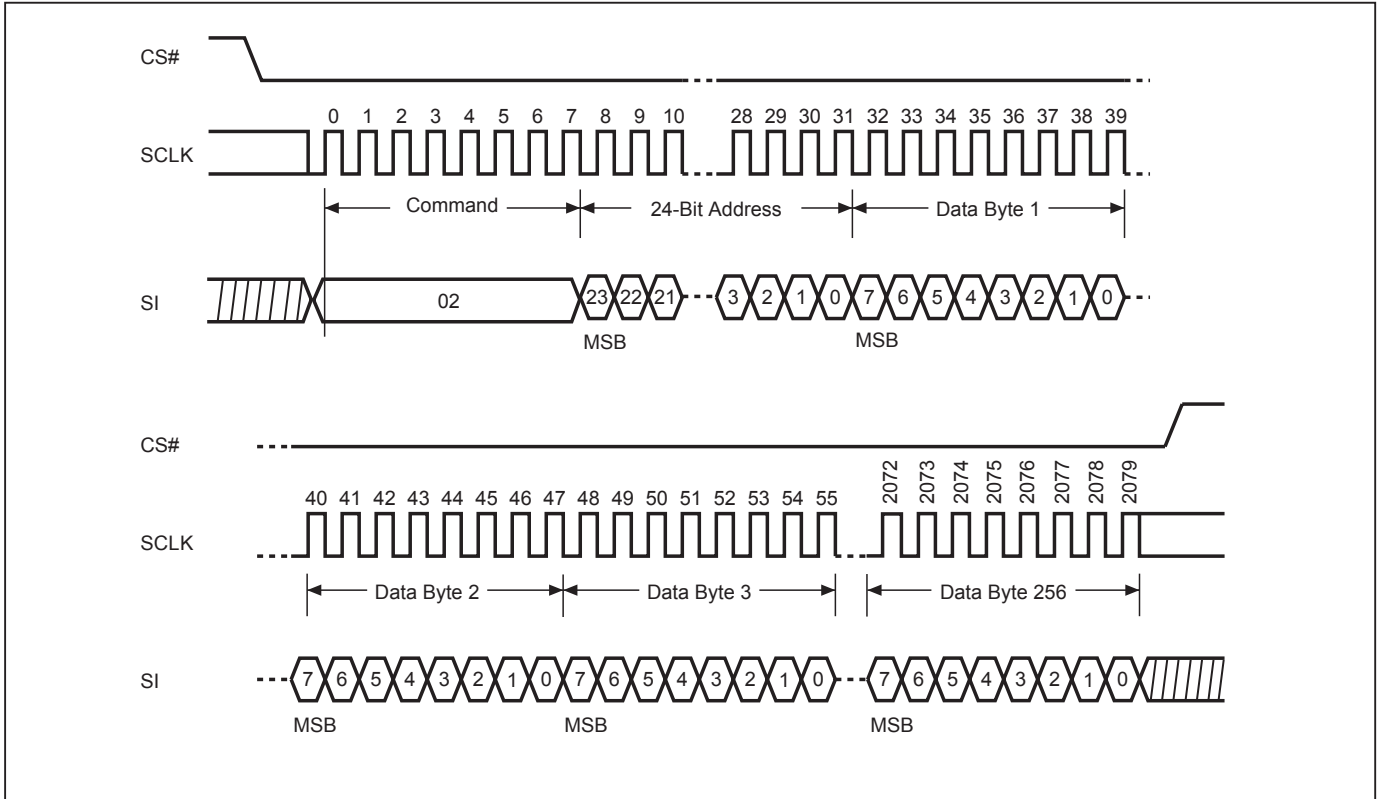 CS#
0 1 2 3 4 5 6 7 8 9 10 28 29 30 31 32 33 34 35 36 37 38 39
SCLK
Command 24-Bit Address Data Byte 1
SI 02 23 22 21 3 2 1 0 7 6 5 4 3 2 1 0
MSB MSB
CS#
40 41 42 43 44 45 46 47 48 49 50 51 52 53 54 55 2072 2073 2074 2075 2076 2077 2078 2079
SCLK
Data Byte 2 Data Byte 3 Data Byte 256
SI 7 6 5 4 3 2 1 0 7 6 5 4 3 2 1 0 7 6 5 4 3 2 1 0
MSB MSB MSB